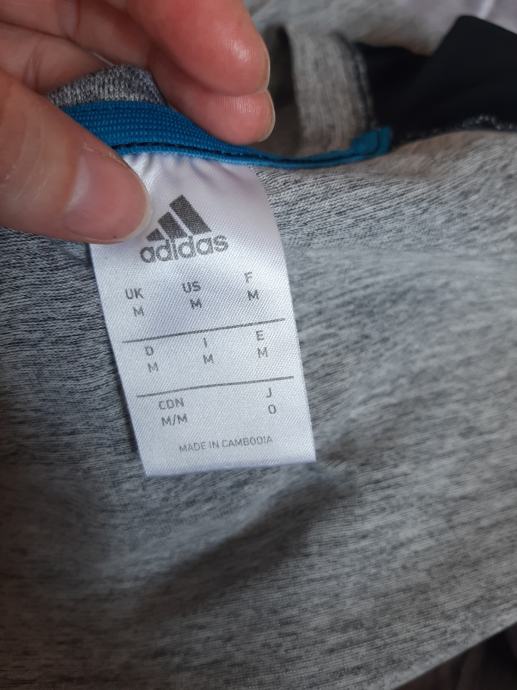 adidas
UK US F
M M M
D I E
M M M
CDN J
M/M O
MADE IN CAMBODIA